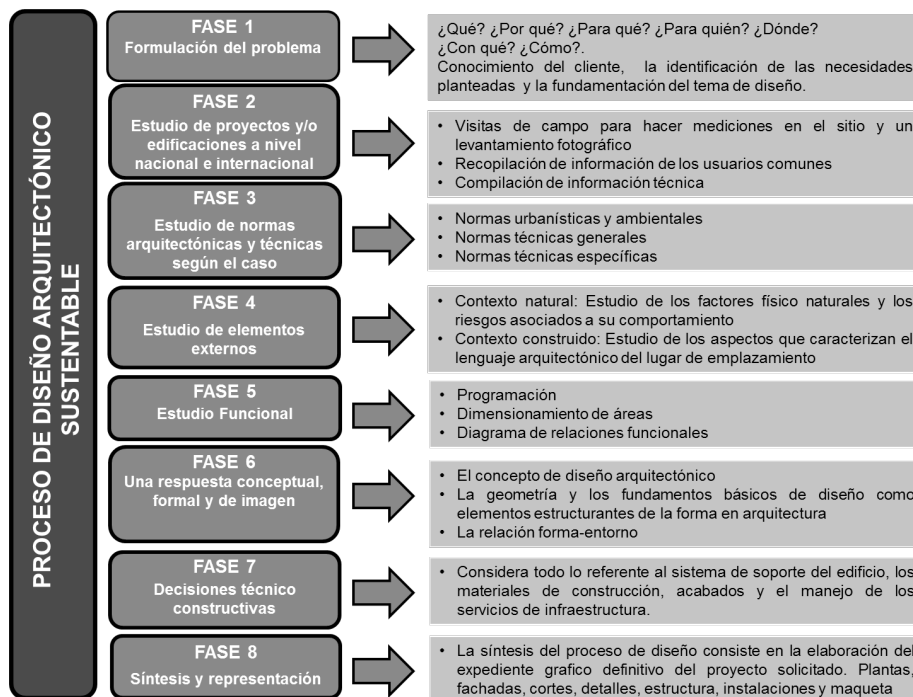 PROCESO DE DISEÑO ARQUITECTÓNICO
SUSTENTABLE
FASE 1
Formulación del problema
¿Qué? ¿Por qué? ¿Para qué? ¿Para quién? ¿Dónde?
¿Con qué? ¿Cómo?.
Conocimiento del cliente, la identificación de las necesidades
planteadas y la fundamentación del tema de diseño.
FASE 2
Estudio de proyectos y/o
edificaciones a nivel
nacional e internacional
• Visitas de campo para hacer mediciones en el sitio y un
levantamiento fotográfico
• Recopilación de información de los usuarios comunes
• Compilación de información técnica
FASE 3
Estudio de normas
arquitectónicas y técnicas
según el caso
• Normas urbanísticas y ambientales
• Normas técnicas generales
• Normas técnicas específicas
FASE 4
Estudio de elementos
externos
• Contexto natural: Estudio de los factores físico naturales y los
riesgos asociados a su comportamiento
• Contexto construido: Estudio de los aspectos que caracterizan el
lenguaje arquitectónico del lugar de emplazamiento
FASE 5
Estudio Funcional
• Programación
• Dimensionamiento de áreas
• Diagrama de relaciones funcionales
FASE 6
Una respuesta conceptual,
formal y de imagen
• El concepto de diseño arquitectónico
• La geometría y los fundamentos básicos de diseño como
elementos estructurantes de la forma en arquitectura
• La relación forma-entorno
FASE 7
Decisiones técnico
constructivas
• Considera todo lo referente al sistema de soporte del edificio, los
materiales de construcción, acabados y el manejo de los
servicios de infraestructura.
FASE 8
Síntesis y representación
• La síntesis del proceso de diseño consiste en la elaboración del
expediente grafico definitivo del proyecto solicitado. Plantas,
fachadas, cortes, detalles, estructura, instalaciones y maqueta